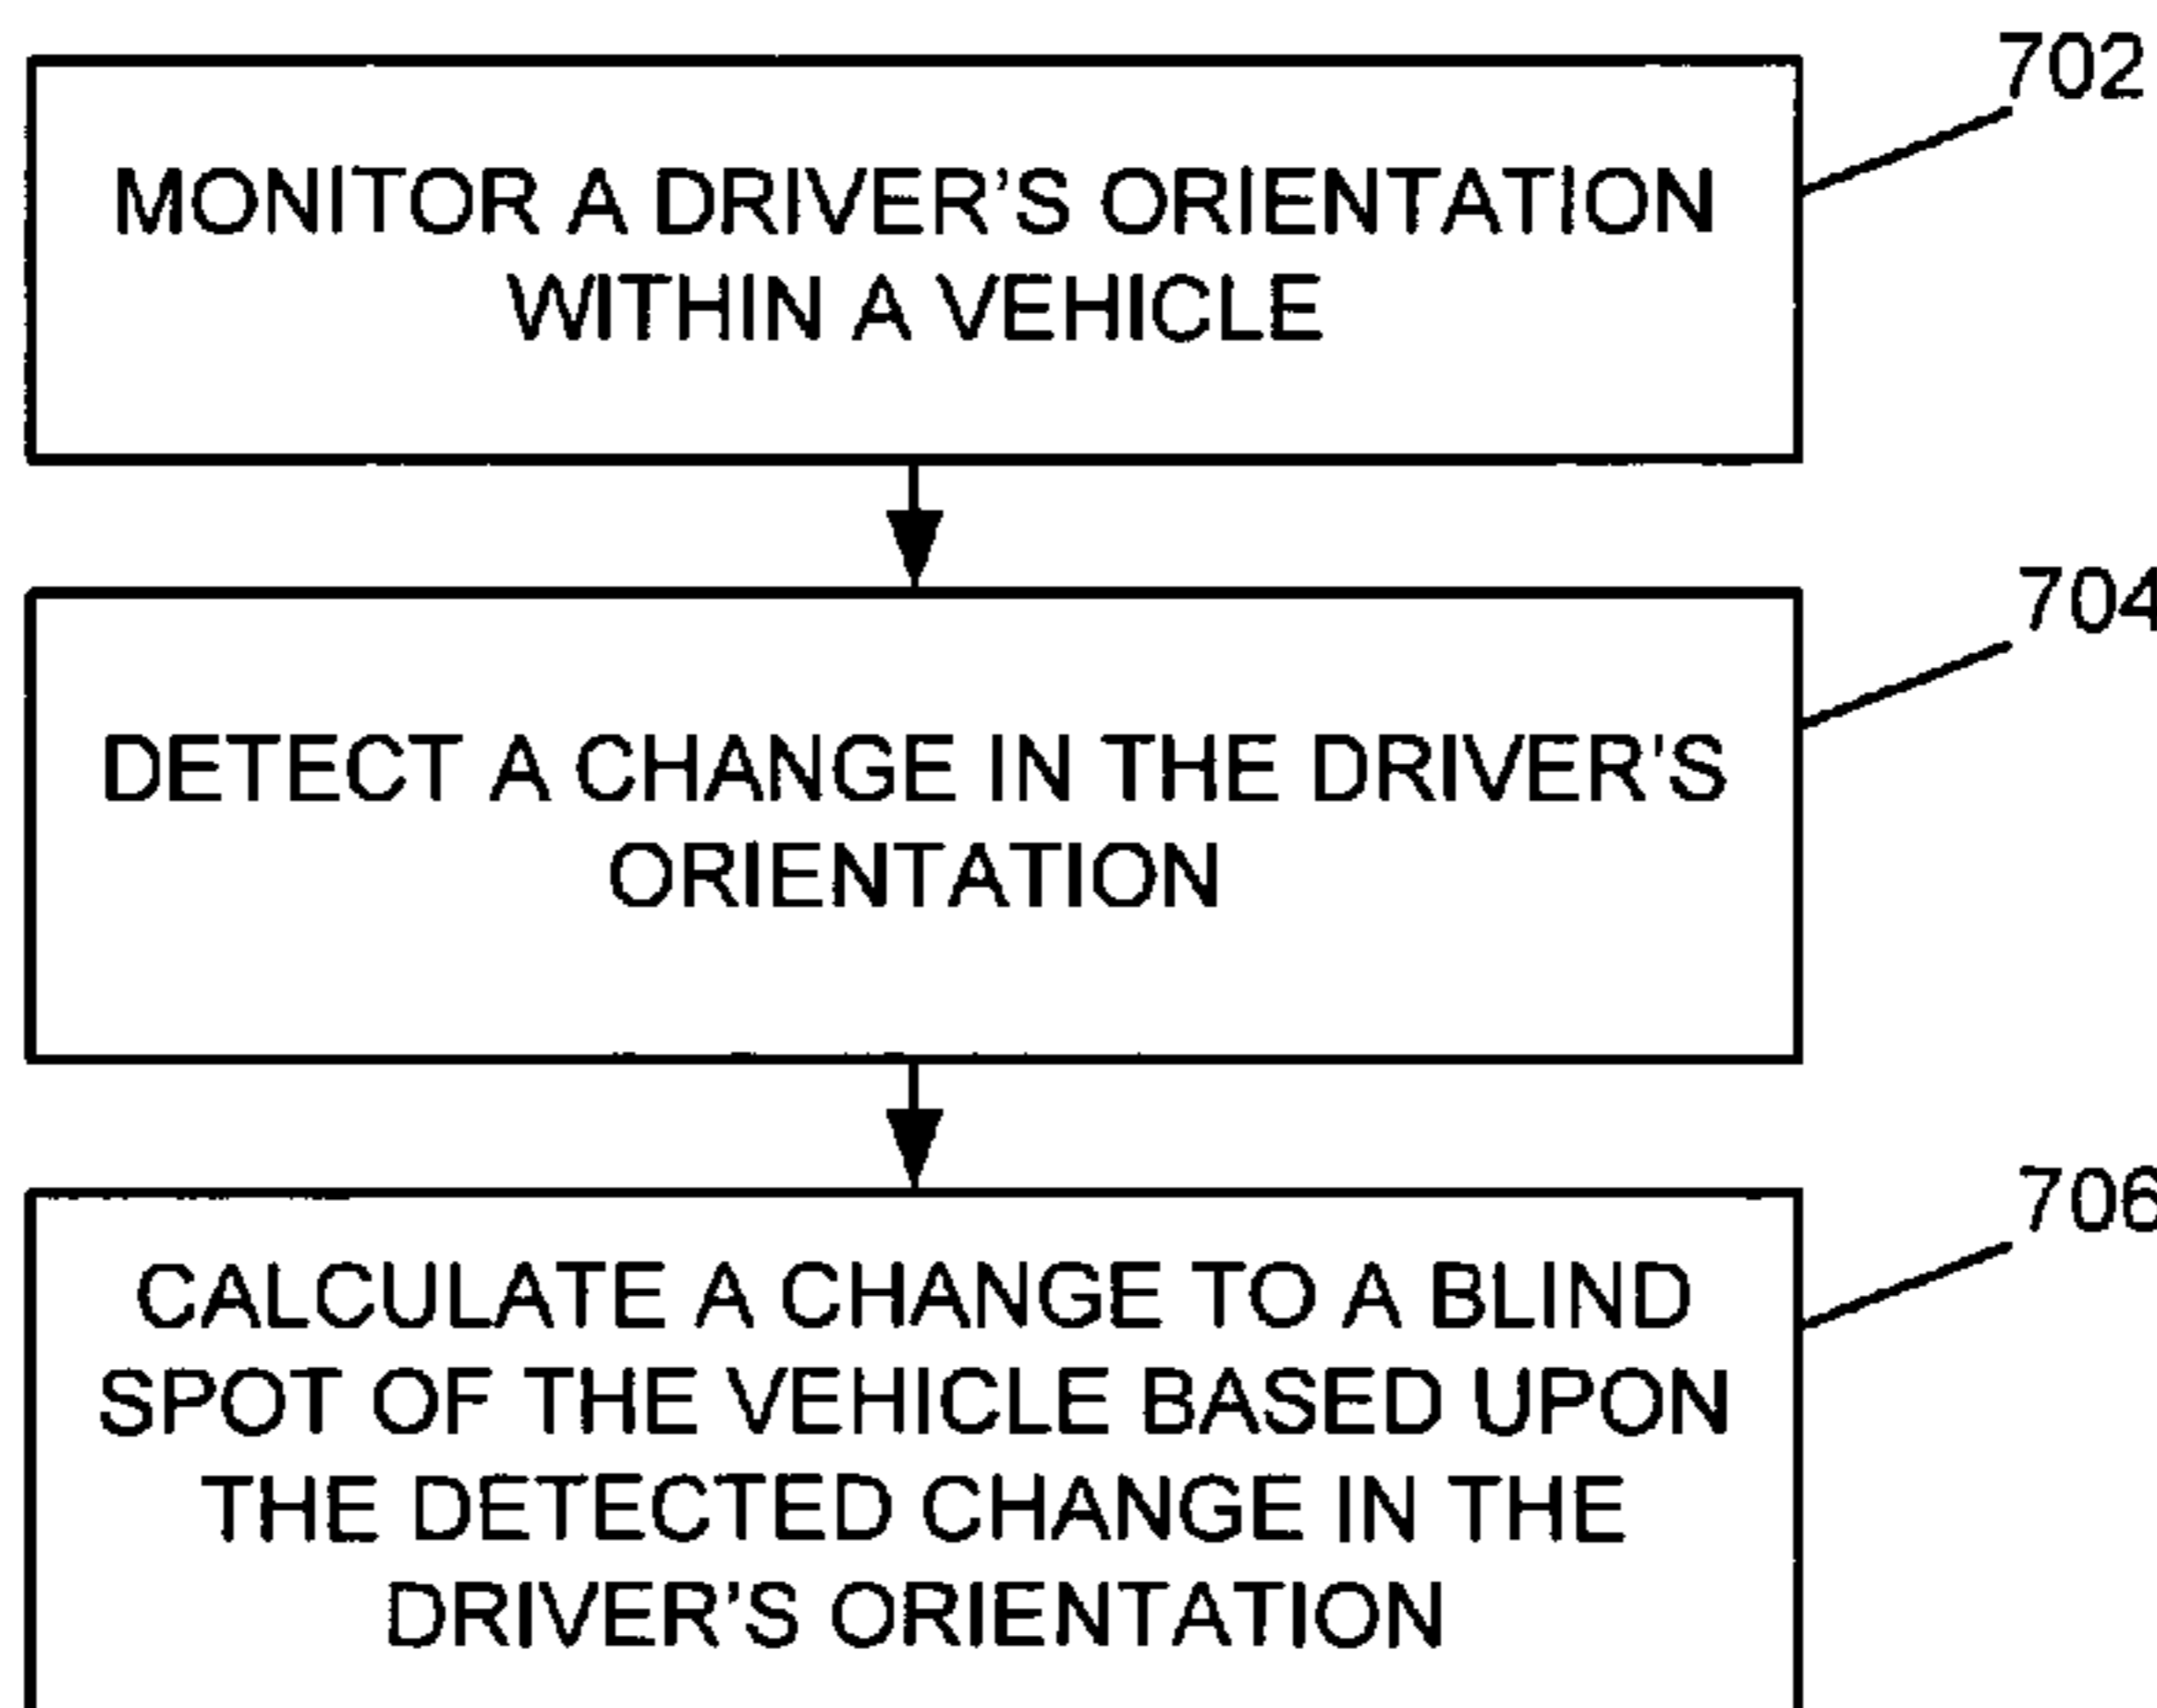 702
MONITOR A DRIVER'S ORIENTATION
WITHIN A VEHICLE
704
DETECT A CHANGE IN THE DRIVER'S
ORIENTATION
706
CALCULATE A CHANGE TO A BLIND
SPOT OF THE VEHICLE BASED UPON
THE DETECTED CHANGE IN THE
DRIVER'S ORIENTATION